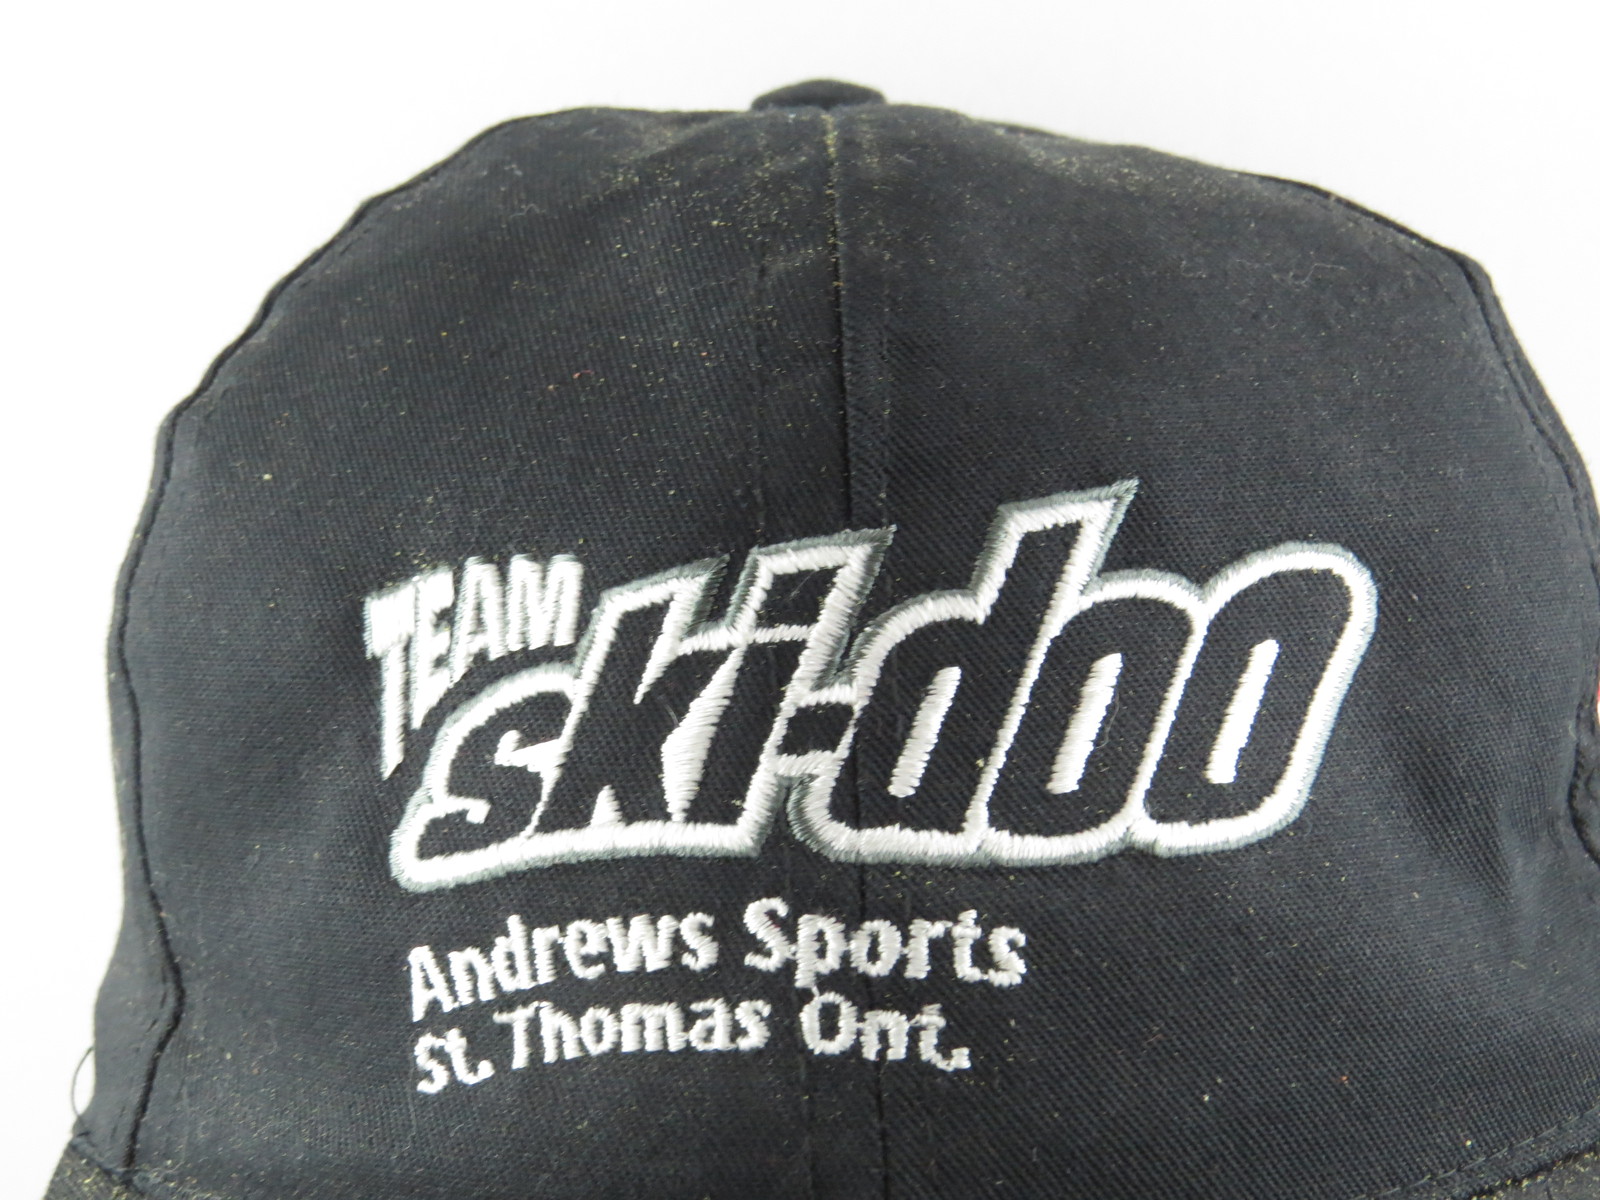 TEAM
ski-doo
Andrews Sports
St. Thomas Ont.